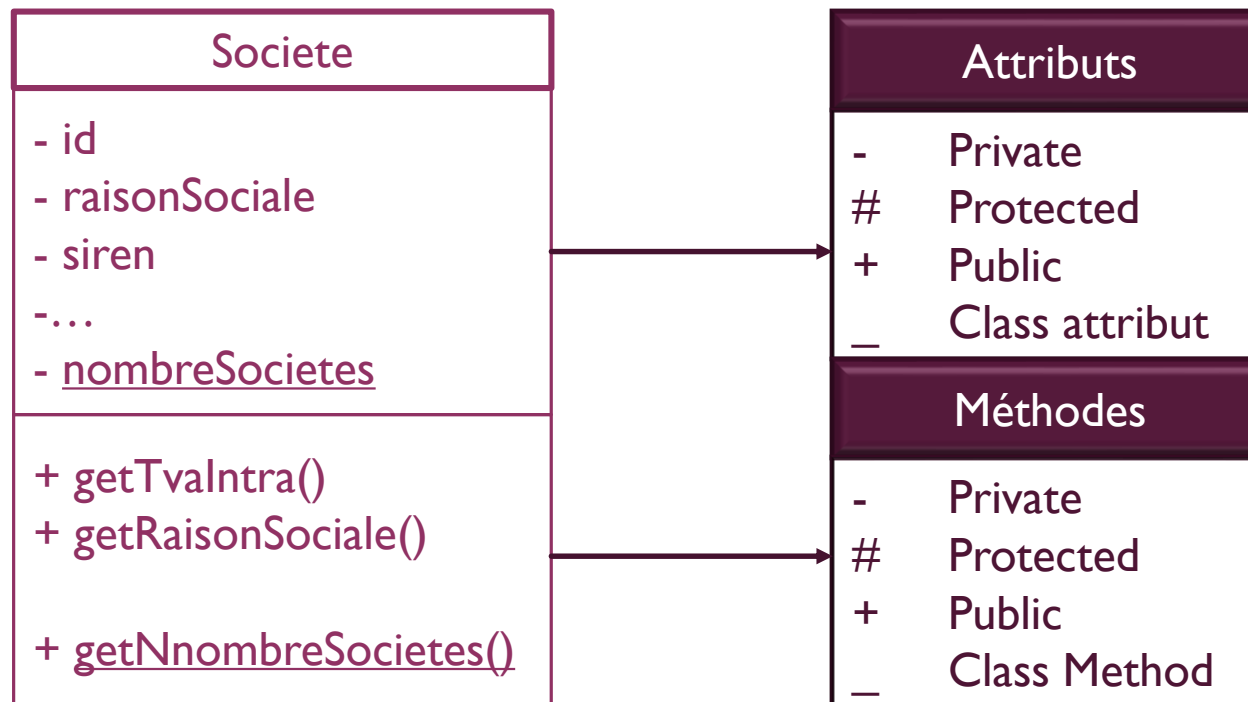 Societe
- id
- raisonSociale
- siren
-…
- nombreSocietes
+ getTvaIntra()
+ getRaisonSociale()
+ getNnombreSocietes()
Attributs
- Private
# Protected
+ Public
_ Class attribut
Méthodes
- Private
# Protected
+ Public
_ Class Method